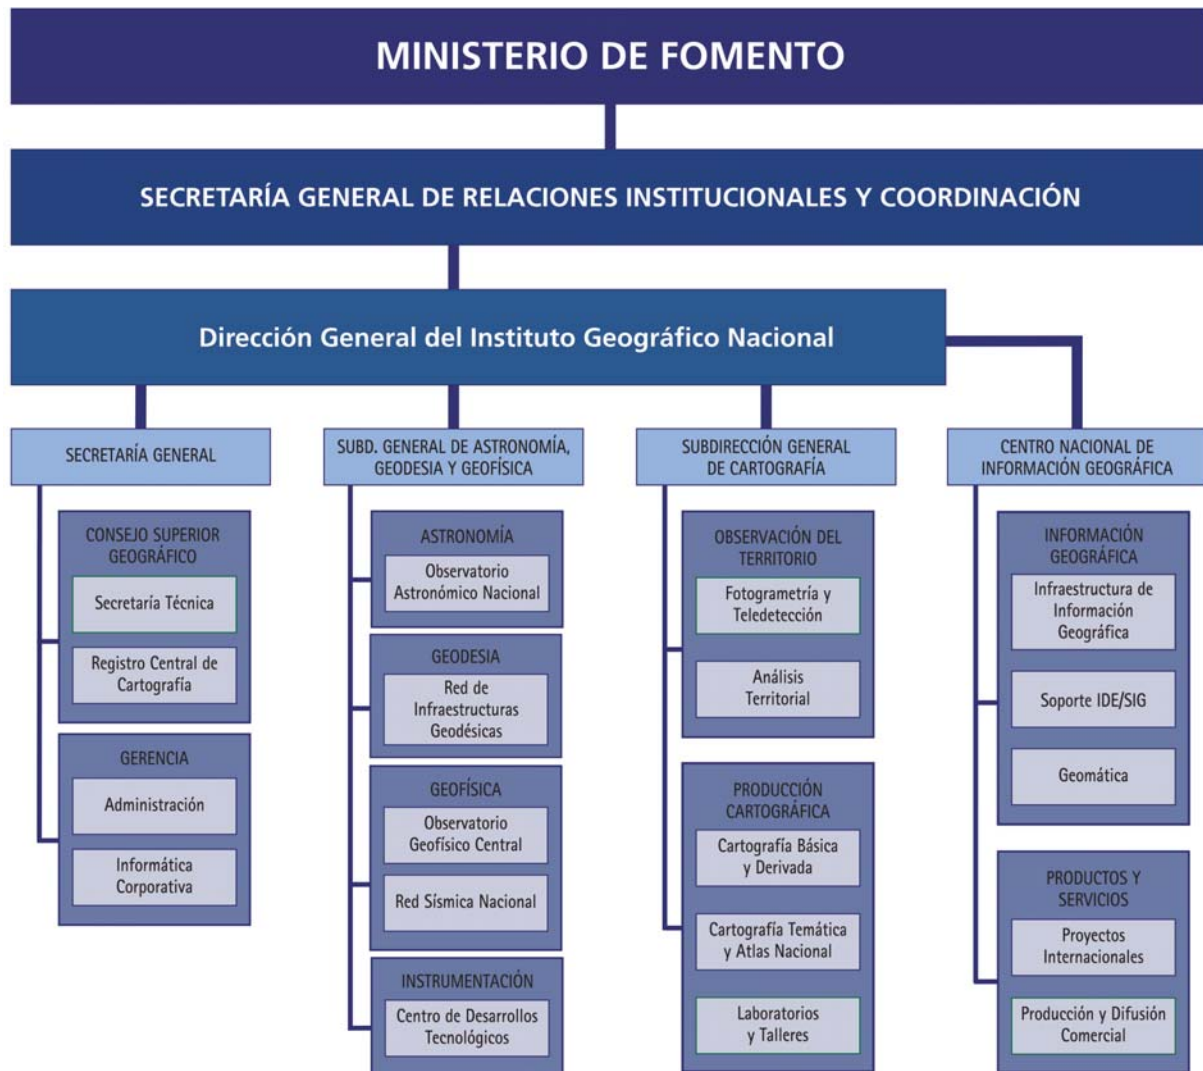 MINISTERIO DE FOMENTO
SECRETARÍA GENERAL DE RELACIONES INSTITUCIONALES Y COORDINACIÓN
Dirección General del Instituto Geográfico Nacional
SECRETARÍA GENERAL
CONSEJO SUPERIOR
GEOGRÁFICO
Secretaría Técnica
Registro Central de
Cartografía
GERENCIA
Administración
Informática
Corporativa
SUBD. GENERAL DE ASTRONOMÍA,
GEODESIA Y GEOFÍSICA
ASTRONOMÍA
Observatorio
Astronómico Nacional
GEODESIA
Red de
Infraestructuras
Geodésicas
GEOFÍSICA
Observatorio
Geofísico Central
Red Sísmica Nacional
INSTRUMENTACIÓN
Centro de Desarrollos
Tecnológicos
SUBDIRECCIÓN GENERAL
DE CARTOGRAFÍA
OBSERVACIÓN DEL
TERRITORIO
Fotogrametría y
Teledetección
Análisis
Territorial
PRODUCCIÓN
CARTOGRÁFICA
Cartografía Básica
y Derivada
Cartografía Temática
y Atlas Nacional
Laboratorios
y Talleres
CENTRO NACIONAL DE
INFORMACIÓN GEOGRÁFICA
INFORMACIÓN
GEOGRÁFICA
Infraestructura de
Información
Geográfica
Soporte IDE/SIG
Geomática
PRODUCTOS Y
SERVICIOS
Proyectos
Internacionales
Producción y Difusión
Comercial